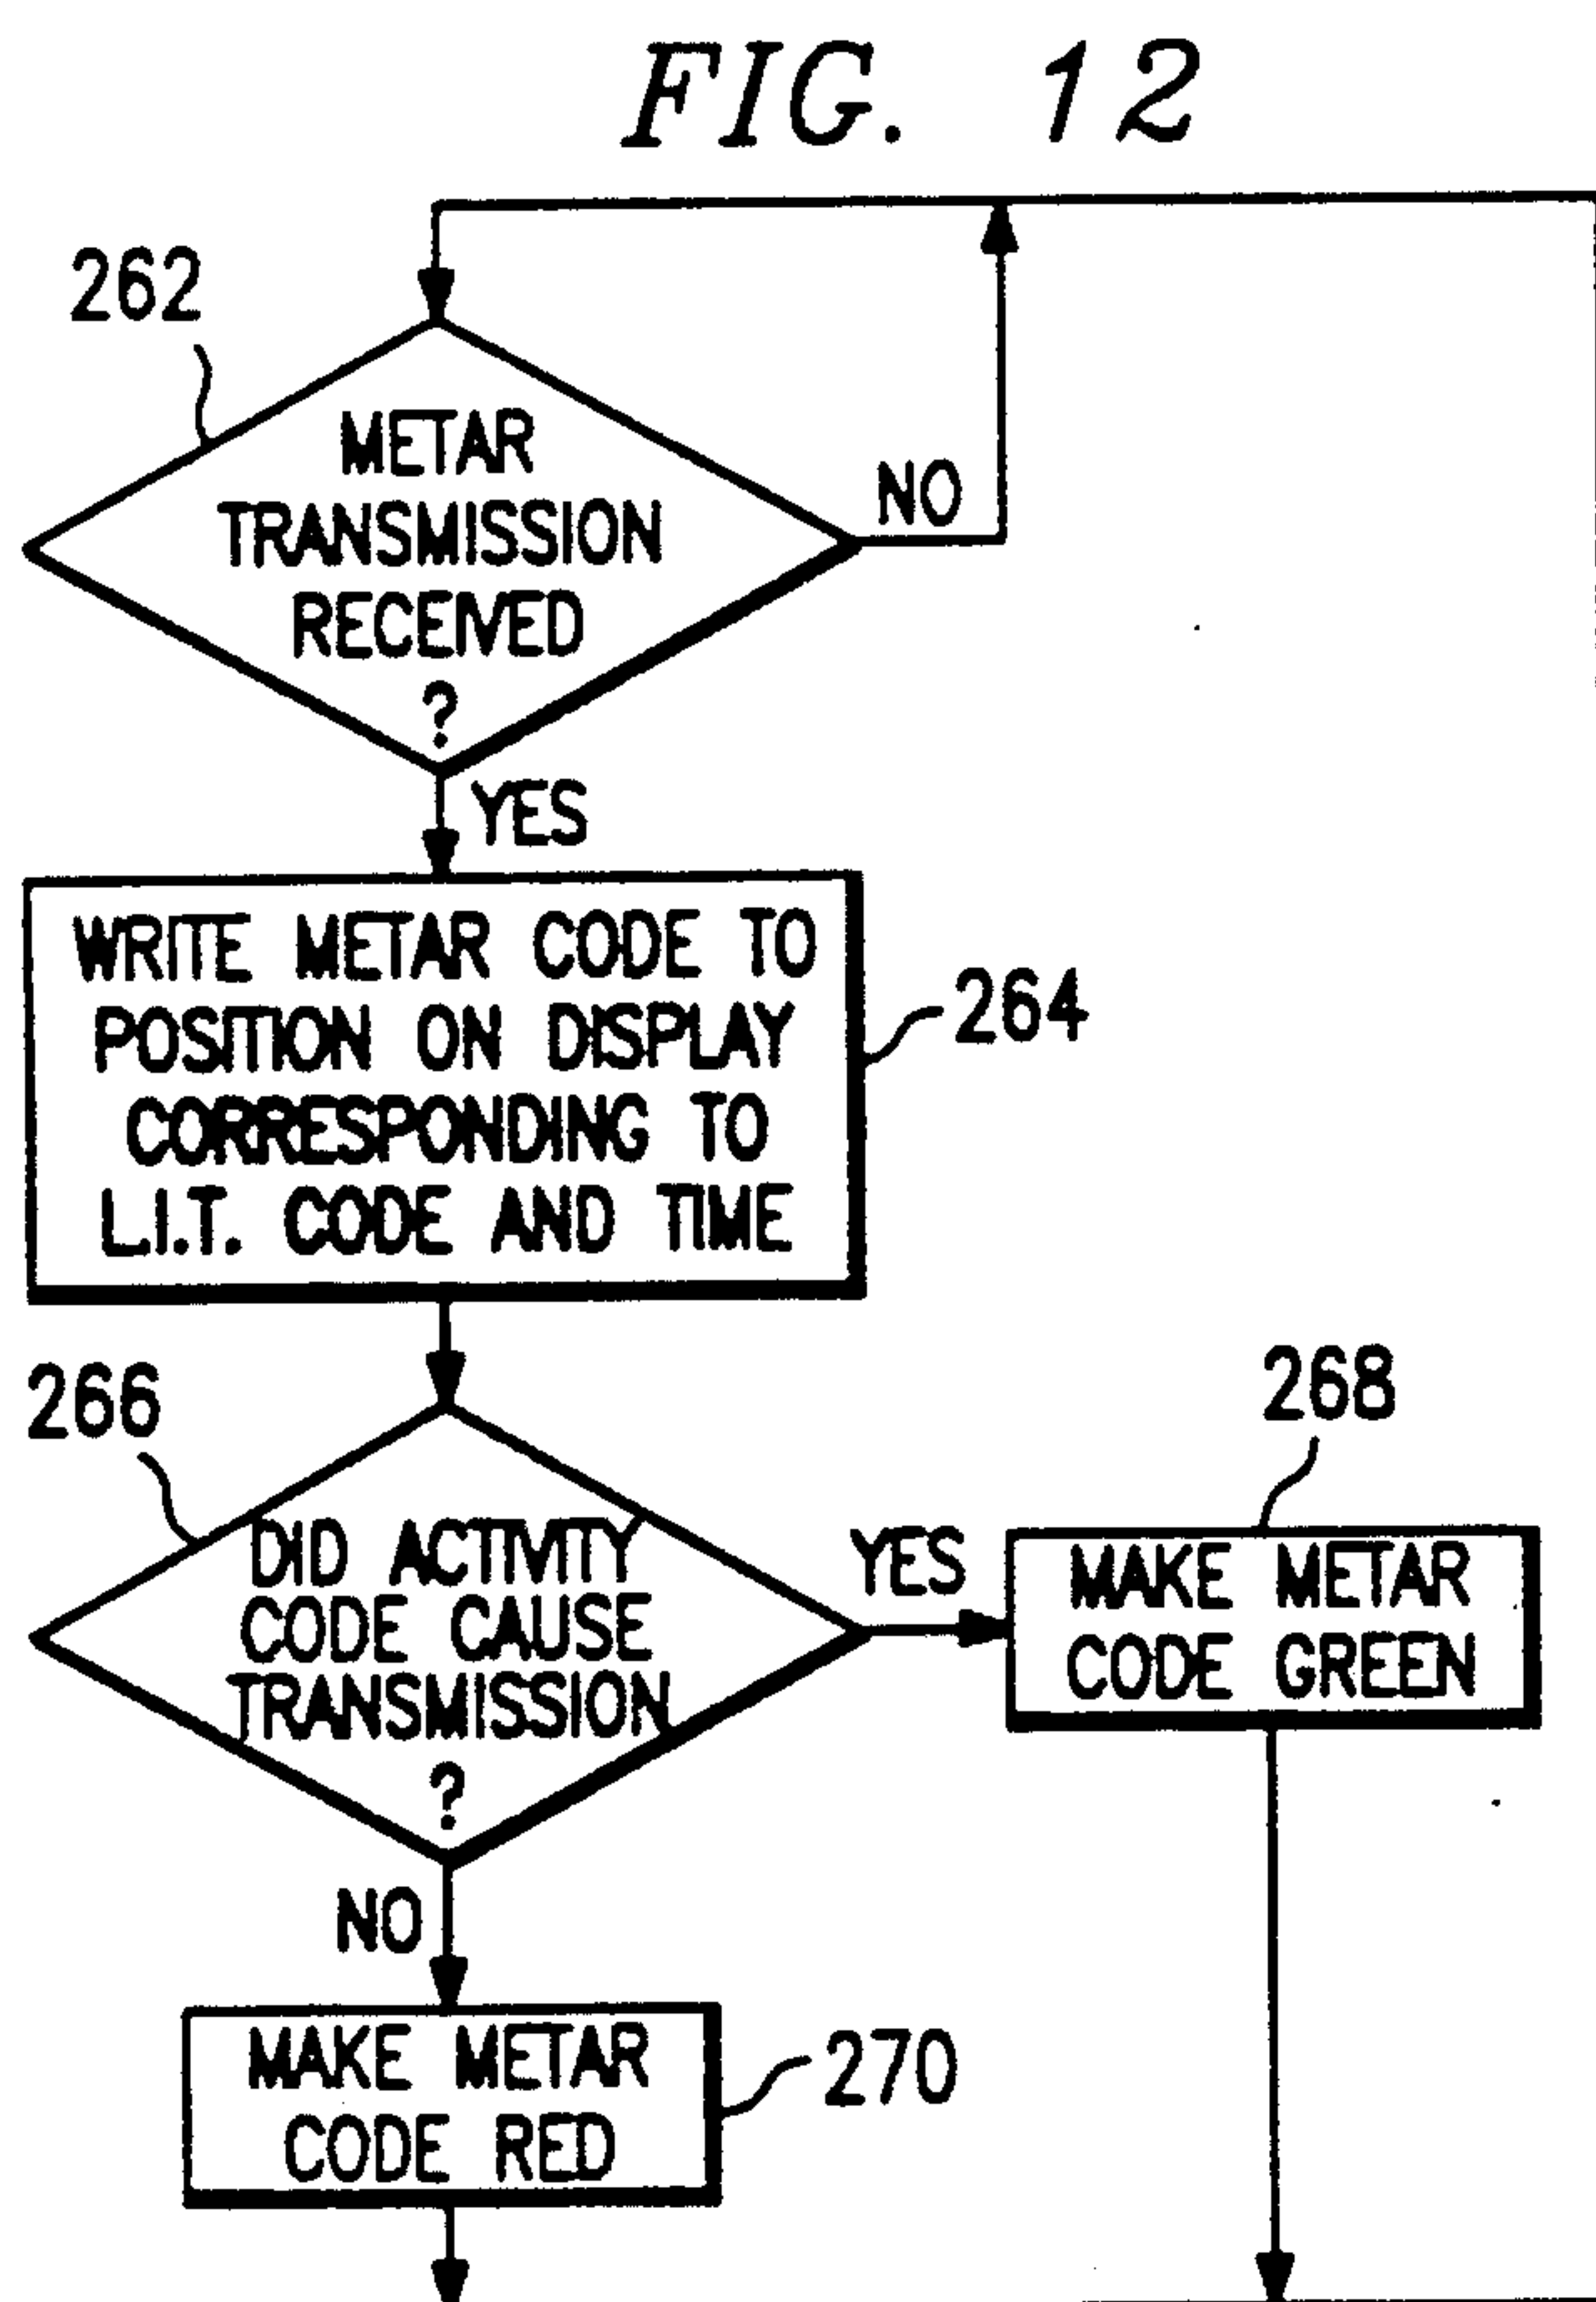 FIG. 12
262
METAR
TRANSMISSION
RECEIVED
?
NO
YES
WRITE METAR CODE TO
POSITION ON DISPLAY
CORRESPONDING TO
L.I.T. CODE AND TIME
264
266
DID ACTIVITY
CODE CAUSE
TRANSMISSION
?
YES
268
MAKE METAR
CODE GREEN
NO
MAKE METAR
CODE RED
270